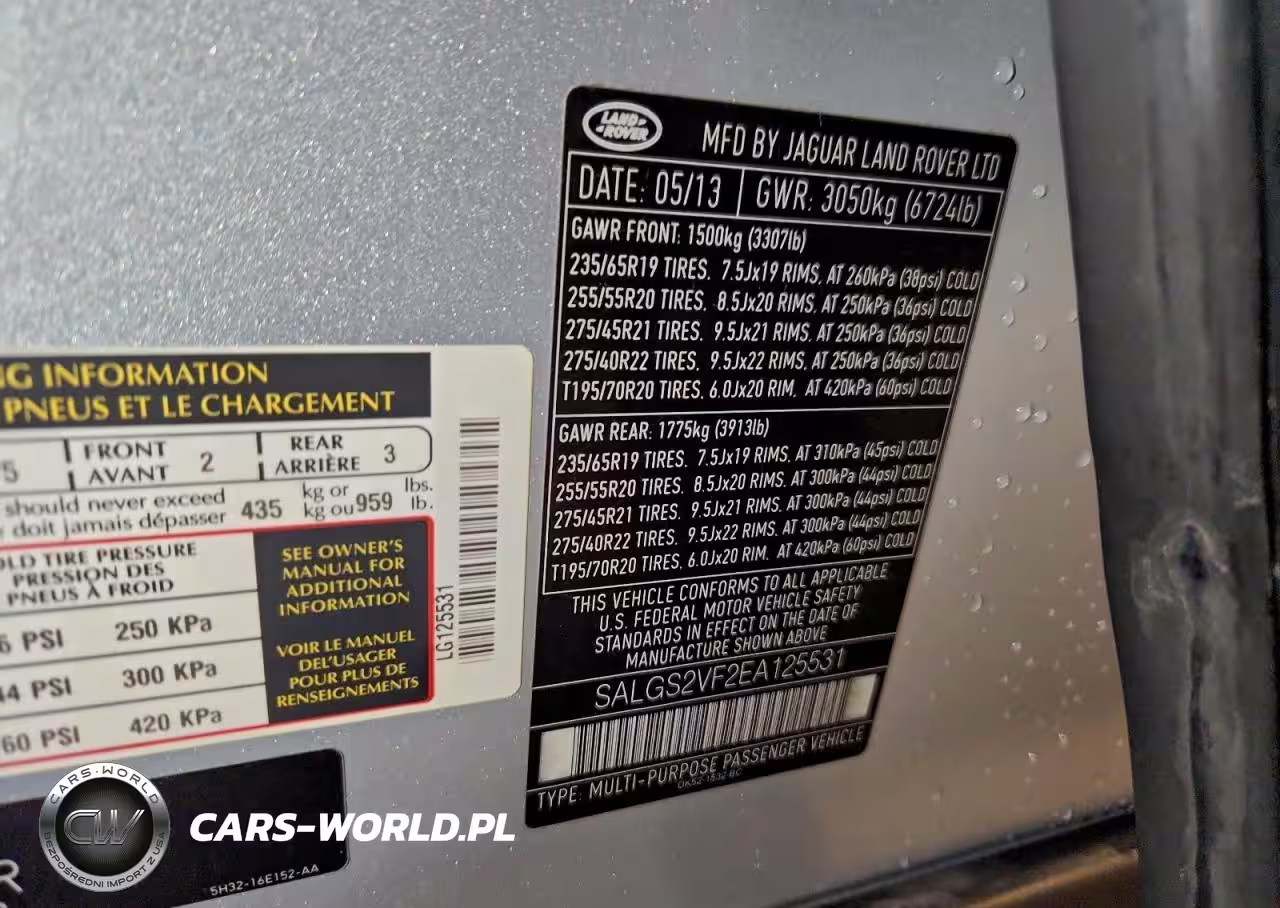 LAND ROVER
MFD BY JAGUAR LAND ROVER LTD
DATE: 05/13 GWR: 3050kg (6724lb)
GAWR FRONT: 1500kg (3307lb)
235/65R19 TIRES. 7.5Jx19 RIMS, AT 260kPa (38psi) COLD
255/55R20 TIRES. 8.5Jx20 RIMS, AT 250kPa (36psi) COLD
275/45R21 TIRES. 9.5Jx21 RIMS, AT 250kPa (36psi) COLD
275/40R22 TIRES. 9.5Jx22 RIMS, AT 250kPa (36psi) COLD
T195/70R20 TIRES. 6.0Jx20 RIM. AT 420kPa (60psi) COLD
GAWR REAR: 1775kg (3913lb)
235/65R19 TIRES. 7.5Jx19 RIMS, AT 310kPa (45psi) COLD
255/55R20 TIRES. 8.5Jx20 RIMS, AT 300kPa (44psi) COLD
275/45R21 TIRES. 9.5Jx21 RIMS, AT 300kPa (44psi) COLD
275/40R22 TIRES. 9.5Jx22 RIMS, AT 300kPa (44psi) COLD
T195/70R20 TIRES. 6.0Jx20 RIM. AT 420kPa (60psi) COLD
THIS VEHICLE CONFORMS TO ALL APPLICABLE
U.S. FEDERAL MOTOR VEHICLE SAFETY
STANDARDS IN EFFECT ON THE DATE OF
MANUFACTURE SHOWN ABOVE
SALGS2VF2EA125531
TYPE: MULTI-PURPOSE PASSENGER VEHICLE
NG INFORMATION
PNEUS ET LE CHARGEMENT
5 FRONT AVANT 2 REAR ARRIÈRE 3
should never exceed 435 kg or 959 lbs.
doit jamais dépasser kg ou lb.
LD TIRE PRESSURE
PRESSION DES
PNEUS À FROID
6 PSI 250 KPa
44 PSI 300 KPa
60 PSI 420 KPa
SEE OWNER'S
MANUAL FOR
ADDITIONAL
INFORMATION
VOIR LE MANUEL
DEL'USAGER
POUR PLUS DE
RENSEIGNEMENTS
LG125531
R
5H32-16E152-AA
CARS-WORLD
CW
BEZPOŚREDNI IMPORT Z USA
CARS-WORLD.PL